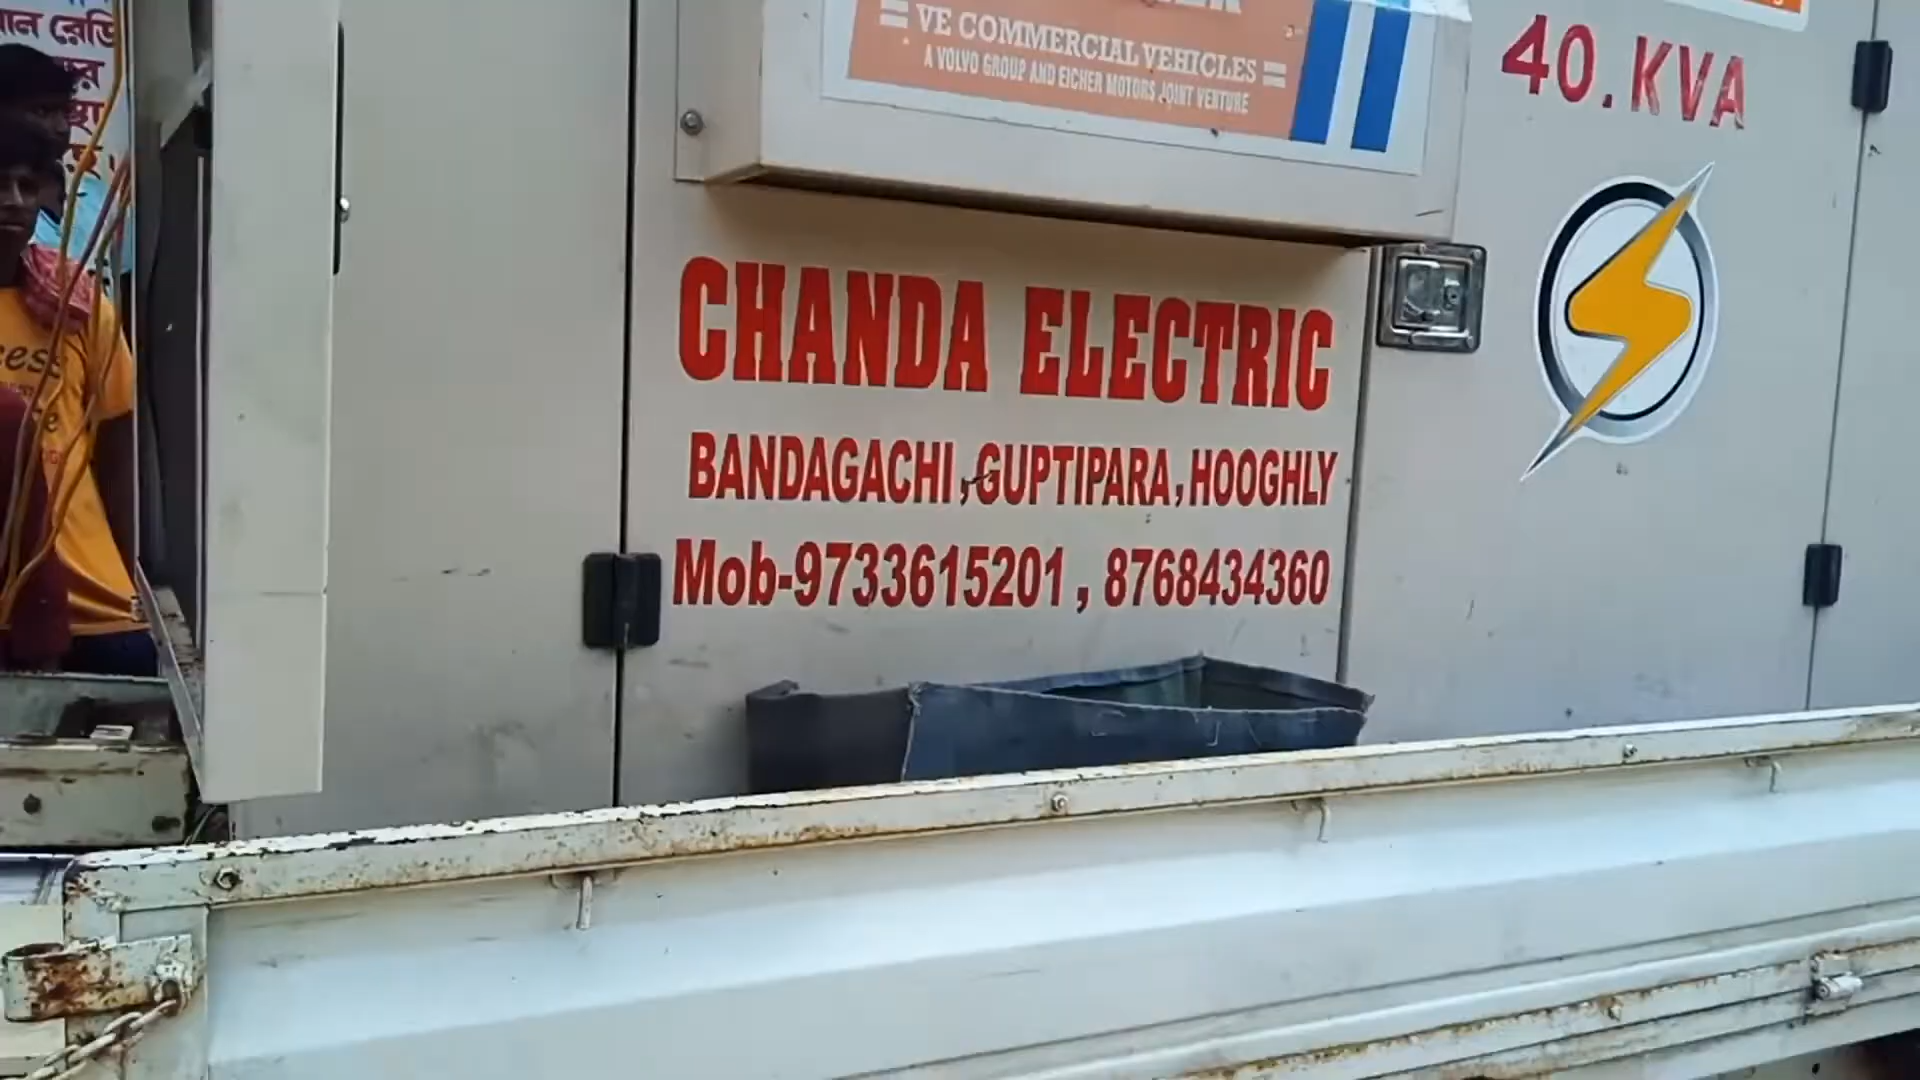 VE COMMERCIAL VEHICLES
A VOLVO GROUP AND EICHER MOTORS JOINT VENTURE
40.KVA
CHANDA ELECTRIC
BANDAGACHI, GUPTIPARA, HOOGHLY
Mob-9733615201, 8768434360